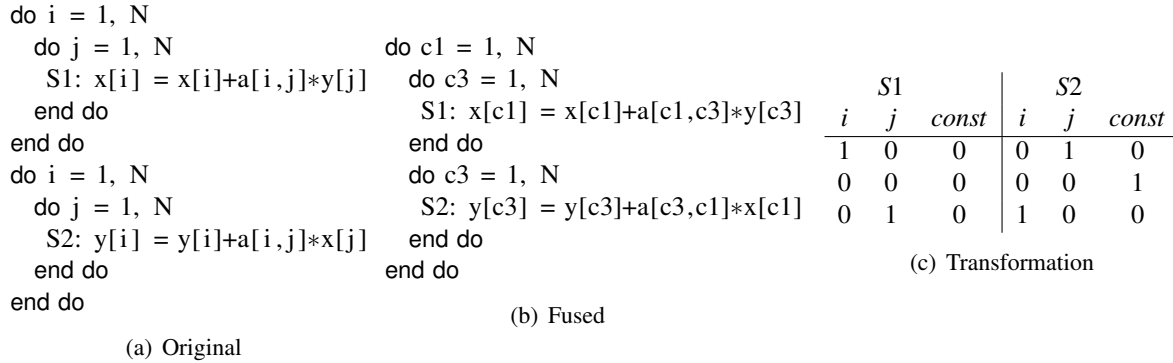 do i = 1, N
do j = 1, N
S1: x[i] = x[i]+a[i,j]*y[j]
end do
end do
do i = 1, N
do j = 1, N
S2: y[i] = y[i]+a[i,j]*x[j]
end do
end do
(a) Original
do c1 = 1, N
do c3 = 1, N
S1: x[c1] = x[c1]+a[c1,c3]*y[c3]
end do
do c3 = 1, N
S2: y[c3] = y[c3]+a[c3,c1]*x[c1]
end do
end do
(b) Fused
S1 S2
i j const i j const
1 0 0 0 1 0
0 0 0 0 0 1
0 1 0 1 0 0
(c) Transformation